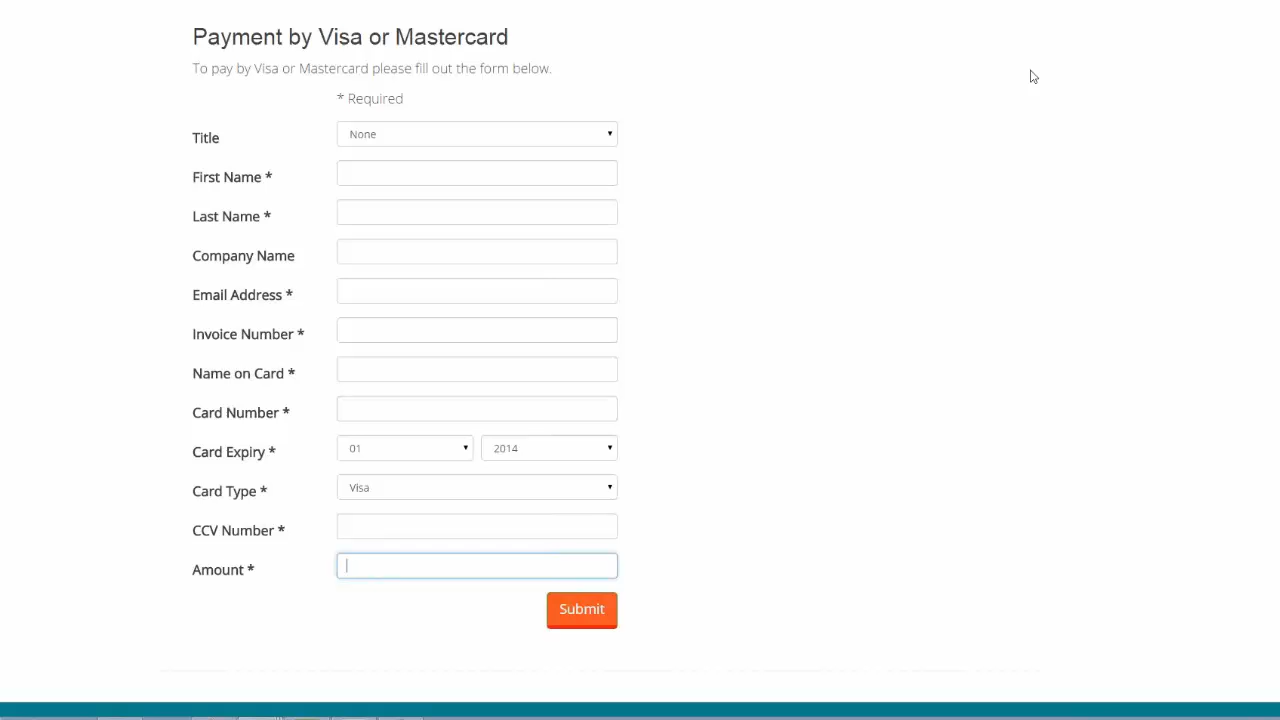 Payment by Visa or Mastercard
To pay by Visa or Mastercard please fill out the form below.
* Required
Title None
First Name *
Last Name *
Company Name
Email Address *
Invoice Number *
Name on Card *
Card Number *
Card Expiry * 01 2014
Card Type * Visa
CCV Number *
Amount *
Submit